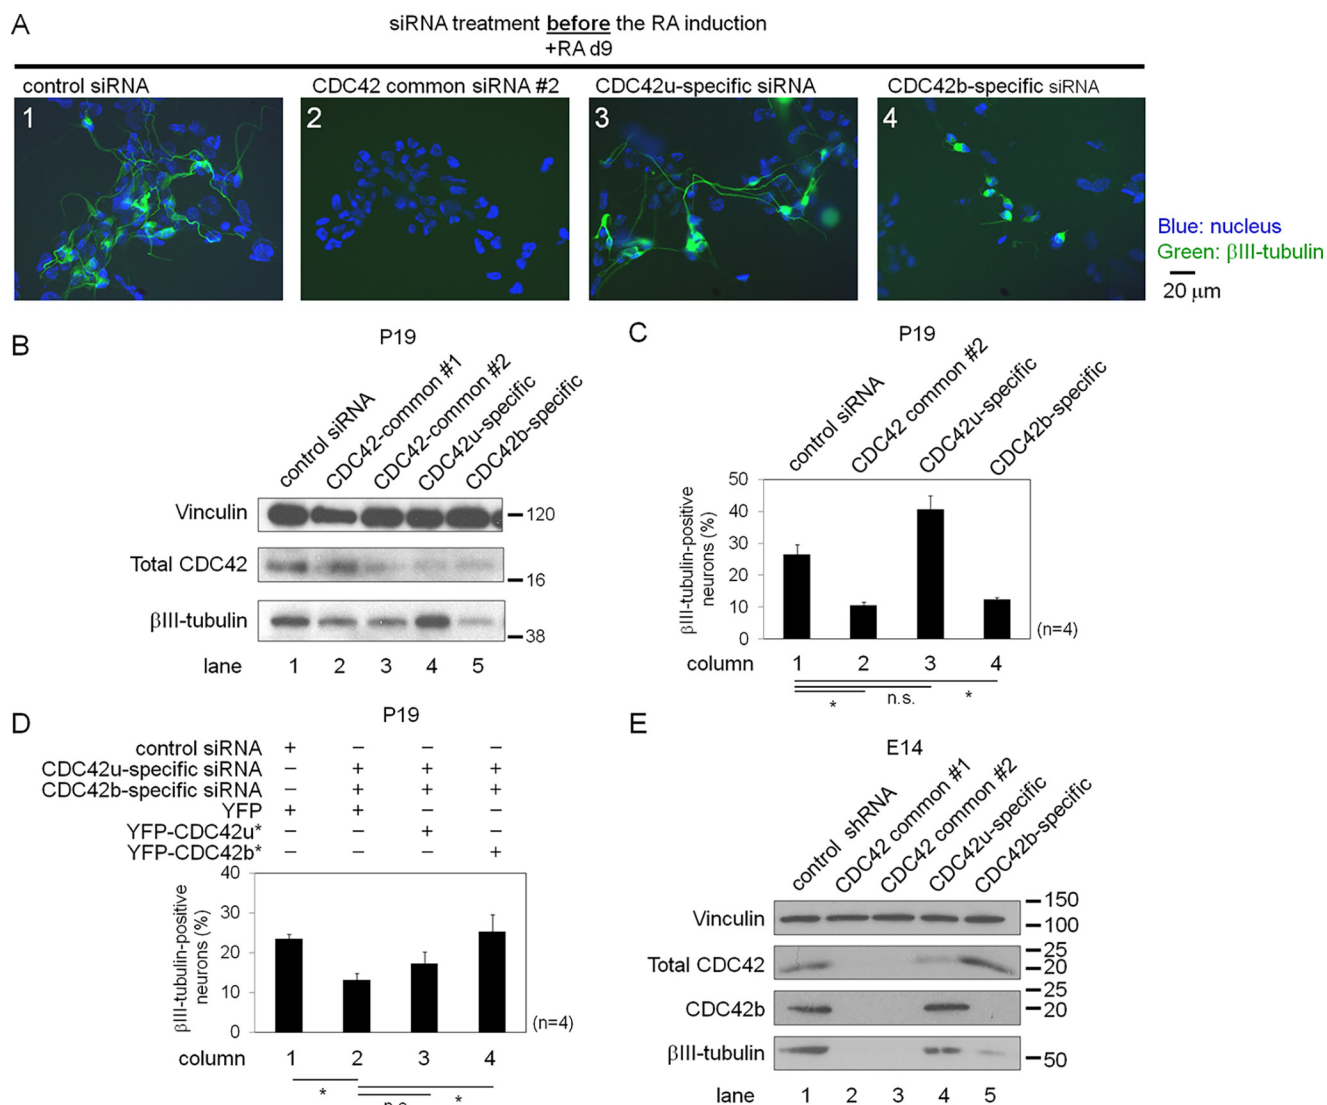 A
siRNA treatment before the RA induction
+RA d9
control siRNA
CDC42 common siRNA #2
CDC42u-specific siRNA
CDC42b-specific siRNA
1
2
3
4
Blue: nucleus
Green: βIII-tubulin
20 μm
B
P19
control siRNA
CDC42-common #1
CDC42-common #2
CDC42u-specific
CDC42b-specific
Vinculin
120
Total CDC42
16
βIII-tubulin
38
lane 1 2 3 4 5
C
P19
control siRNA
CDC42 common #2
CDC42u-specific
CDC42b-specific
βIII-tubulin-positive
neurons (%)
50
40
30
20
10
0
(n=4)
column 1 2 3 4
*
n.s.
*
D
P19
control siRNA + − − −
CDC42u-specific siRNA − + + +
CDC42b-specific siRNA − + + +
YFP + + − −
YFP-CDC42u* − − + −
YFP-CDC42b* − − − +
βIII-tubulin-positive
neurons (%)
40
30
20
10
0
(n=4)
column 1 2 3 4
*
*
E
E14
control shRNA
CDC42 common #1
CDC42 common #2
CDC42u-specific
CDC42b-specific
Vinculin
150
100
Total CDC42
25
20
CDC42b
25
20
βIII-tubulin
50
lane 1 2 3 4 5